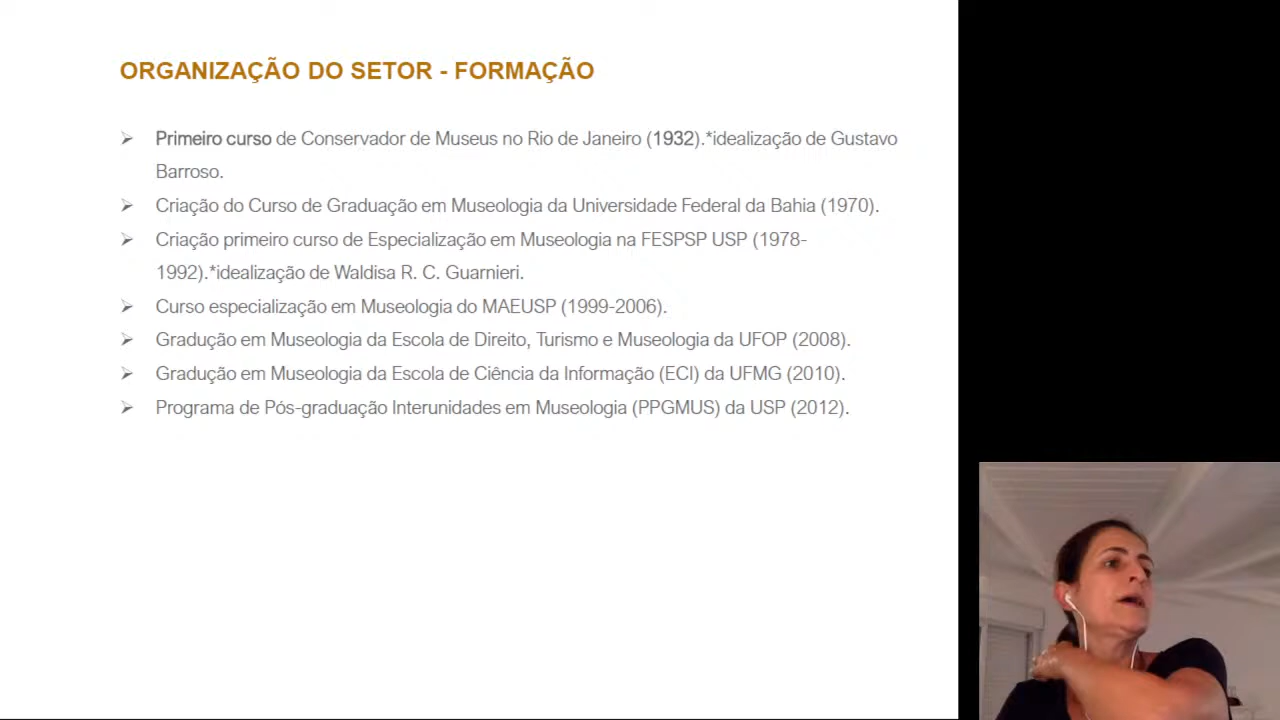 ORGANIZAÇÃO DO SETOR - FORMAÇÃO
Primeiro curso de Conservador de Museus no Rio de Janeiro (1932).*idealização de Gustavo
Barroso.
Criação do Curso de Graduação em Museologia da Universidade Federal da Bahia (1970).
Criação primeiro curso de Especialização em Museologia na FESPSP USP (1978-
1992).*idealização de Waldisa R. C. Guarnieri.
Curso especialização em Museologia do MAEUSP (1999-2006).
Gradução em Museologia da Escola de Direito, Turismo e Museologia da UFOP (2008).
Gradução em Museologia da Escola de Ciência da Informação (ECI) da UFMG (2010).
Programa de Pós-graduação Interunidades em Museologia (PPGMUS) da USP (2012).